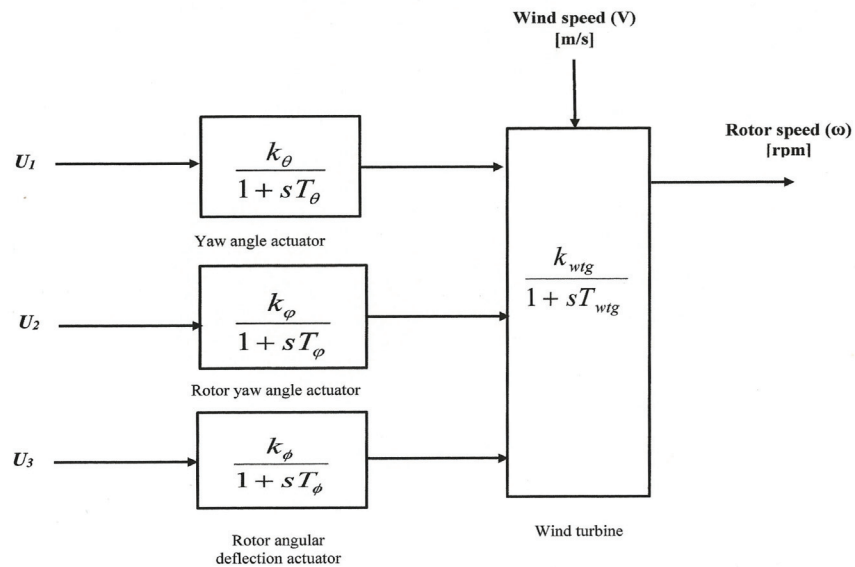 Wind speed (V)
[m/s]
Rotor speed (ω)
[rpm]
U1
kθ
1 + sTθ
Yaw angle actuator
U2
kφ
1 + sTφ
Rotor yaw angle actuator
kwtg
1 + sTwtg
U3
kϕ
1 + sTϕ
Rotor angular
deflection actuator
Wind turbine